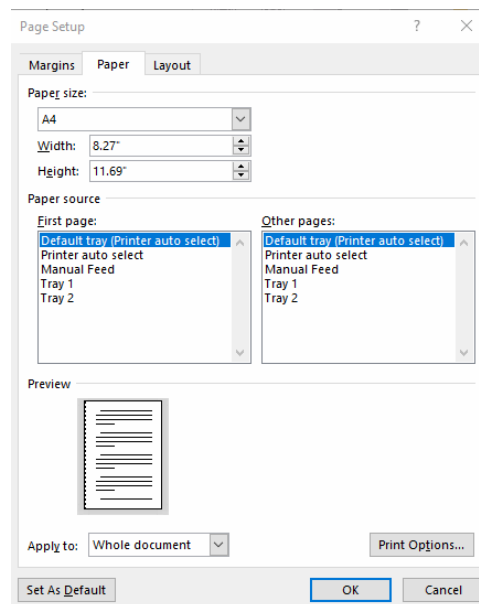 Page Setup ?
Margins Paper Layout
Paper size:
A4
Width: 8.27"
Height: 11.69"
Paper source
First page: Other pages:
Default tray (Printer auto select) Default tray (Printer auto select)
Printer auto select Printer auto select
Manual Feed Manual Feed
Tray 1 Tray 1
Tray 2 Tray 2
Preview
Apply to: Whole document Print Options...
Set As Default OK Cancel